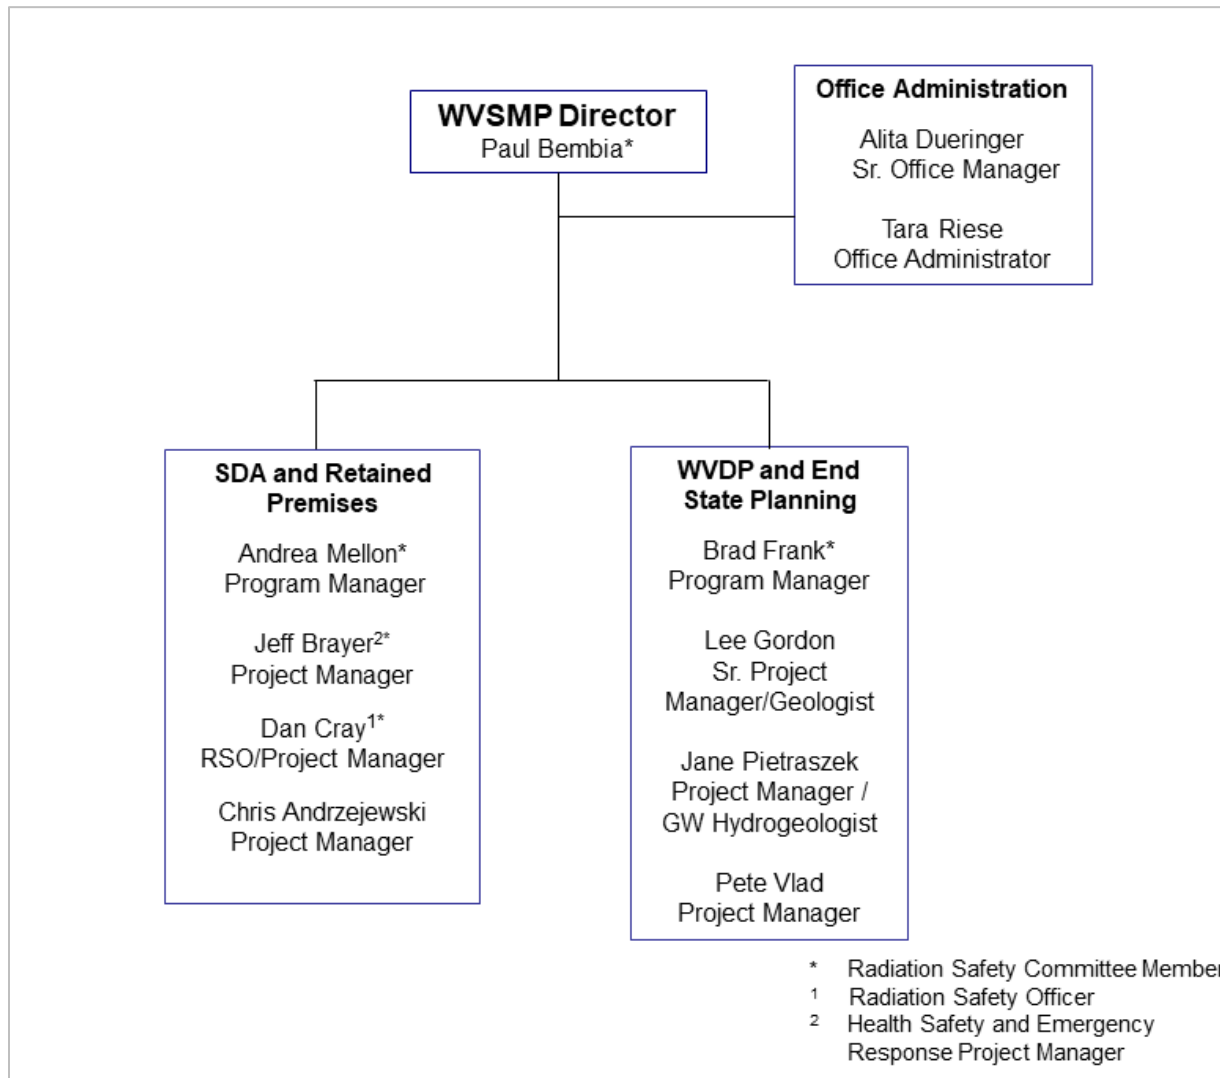 WVSMP Director
Paul Bembia*
Office Administration
Alita Dueringer
Sr. Office Manager
Tara Riese
Office Administrator
SDA and Retained
Premises
Andrea Mellon*
Program Manager
Jeff Brayer2*
Project Manager
Dan Cray1*
RSO/Project Manager
Chris Andrzejewski
Project Manager
WVDP and End
State Planning
Brad Frank*
Program Manager
Lee Gordon
Sr. Project
Manager/Geologist
Jane Pietraszek
Project Manager /
GW Hydrogeologist
Pete Vlad
Project Manager
* Radiation Safety Committee Member
1 Radiation Safety Officer
2 Health Safety and Emergency
Response Project Manager